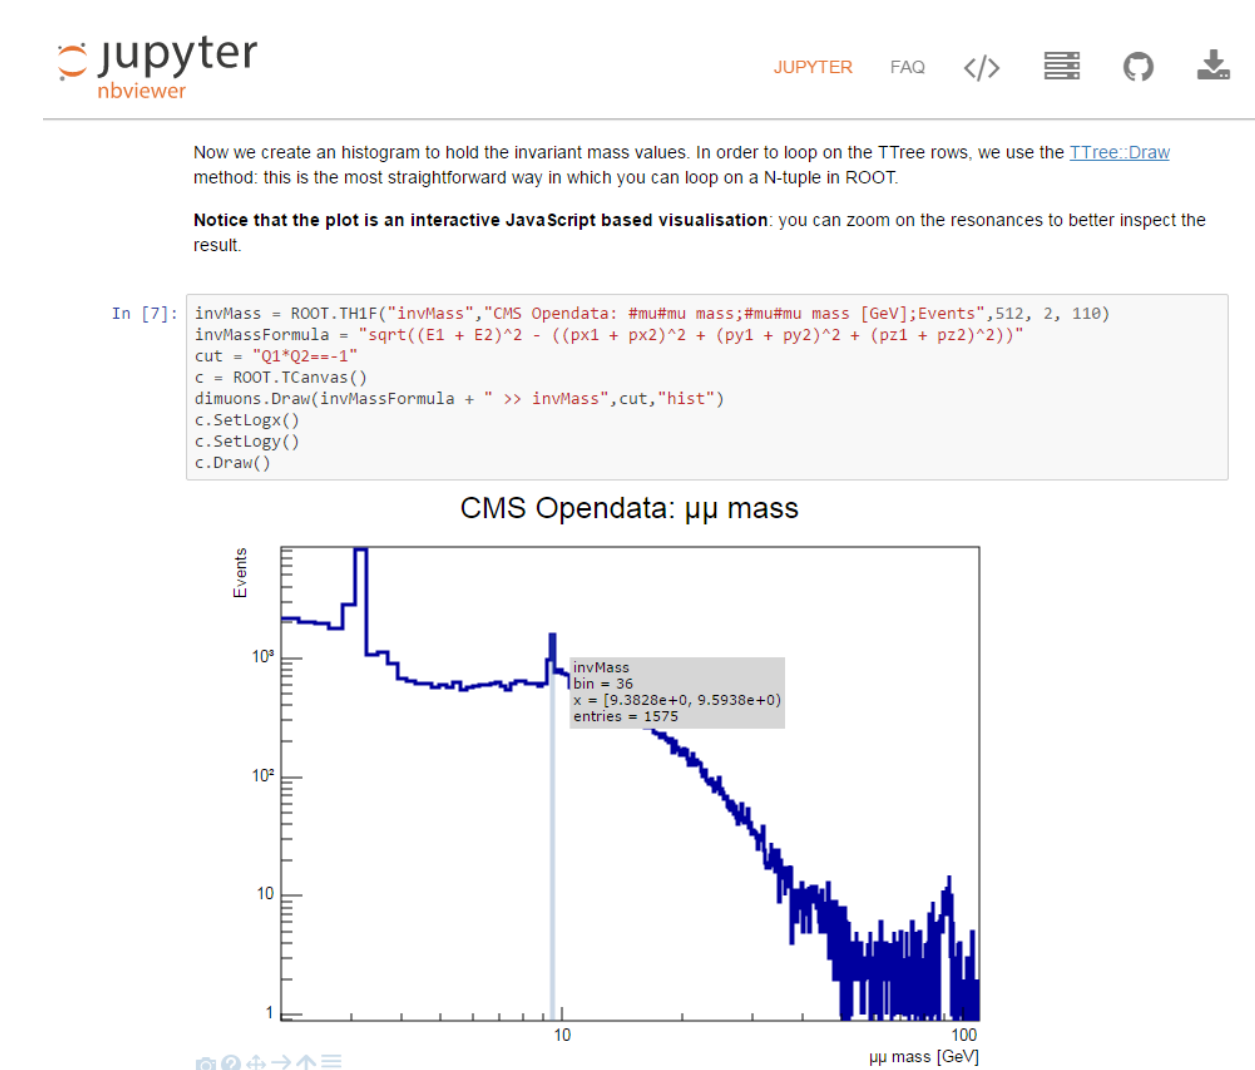 jupyter
nbviewer
JUPYTER FAQ </>
Now we create an histogram to hold the invariant mass values. In order to loop on the TTree rows, we use the TTree::Draw
method: this is the most straightforward way in which you can loop on a N-tuple in ROOT.
Notice that the plot is an interactive JavaScript based visualisation: you can zoom on the resonances to better inspect the
result.
In [7]: invMass = ROOT.TH1F("invMass","CMS Opendata: #mu#mu mass;#mu#mu mass [GeV];Events",512, 2, 110)
invMassFormula = "sqrt((E1 + E2)^2 - ((px1 + px2)^2 + (py1 + py2)^2 + (pz1 + pz2)^2))"
cut = "Q1*Q2==-1"
c = ROOT.TCanvas()
dimuons.Draw(invMassFormula + " >> invMass",cut,"hist")
c.SetLogx()
c.SetLogy()
c.Draw()
CMS Opendata: μμ mass
Events
10³
invMass
bin = 36
x = [9.3828e+0, 9.5938e+0)
entries = 1575
10²
10
1
10 100
μμ mass [GeV]